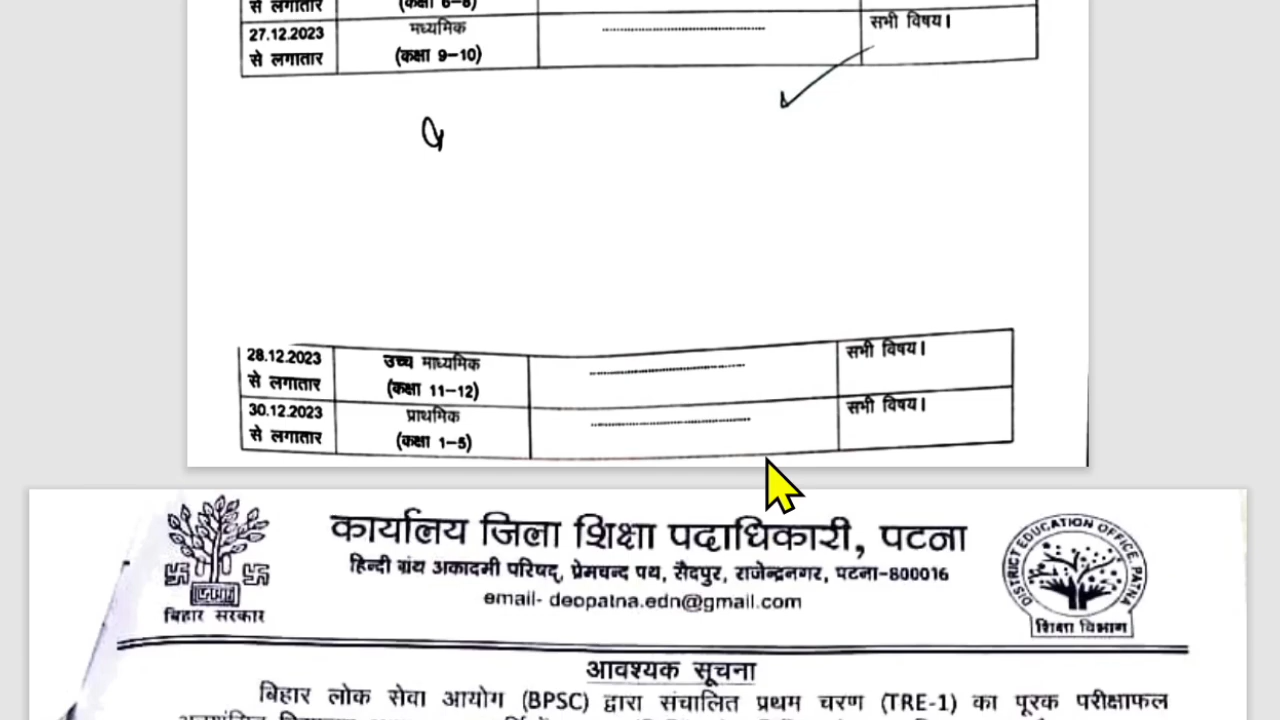 से लगातार (कक्षा 6–8)
27.12.2023 मध्यमिक ........................................ सभी विषय।
से लगातार (कक्षा 9–10)
28.12.2023 उच्च माध्यमिक ........................................ सभी विषय।
से लगातार (कक्षा 11–12)
30.12.2023 प्राथमिक ........................................ सभी विषय।
से लगातार (कक्षा 1–5)
कार्यालय जिला शिक्षा पदाधिकारी, पटना
हिन्दी ग्रंथ अकादमी परिषद्, प्रेमचन्द पथ, सैदपुर, राजेन्द्रनगर, पटना-800016
email- deopatna.edn@gmail.com
बिहार सरकार
DISTRICT EDUCATION OFFICE, PATNA
शिक्षा विभाग
आवश्यक सूचना
बिहार लोक सेवा आयोग (BPSC) द्वारा संचालित प्रथम चरण (TRE-1) का पूरक परीक्षाफल